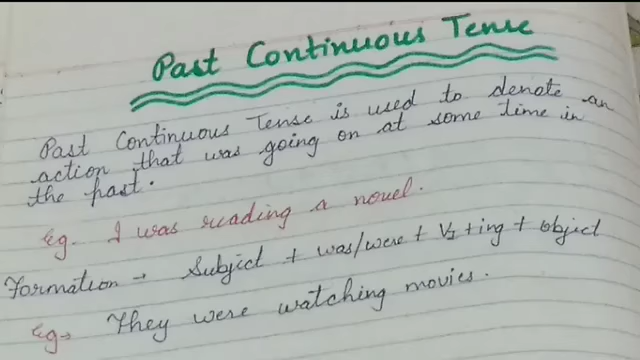 Past Continuous Tense
Past Continuous Tense is used to denote an
action that was going on at some time in
the past.
Eg. I was reading a novel.
Formation → Subject + was/were + V1 + ing + object
Eg → They were watching movies.